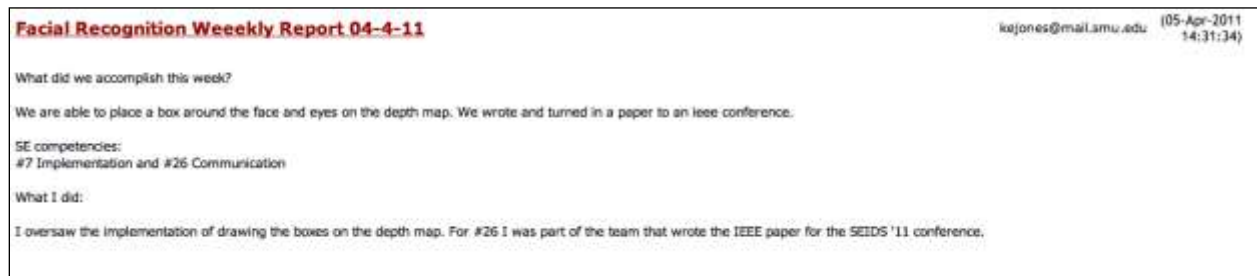 Facial Recognition Weeekly Report 04-4-11
kejones@mail.smu.edu
(05-Apr-2011
14:31:34)
What did we accomplish this week?
We are able to place a box around the face and eyes on the depth map. We wrote and turned in a paper to an ieee conference.
SE competencies:
#7 Implementation and #26 Communication
What I did:
I oversaw the implementation of drawing the boxes on the depth map. For #26 I was part of the team that wrote the IEEE paper for the SEIDS '11 conference.